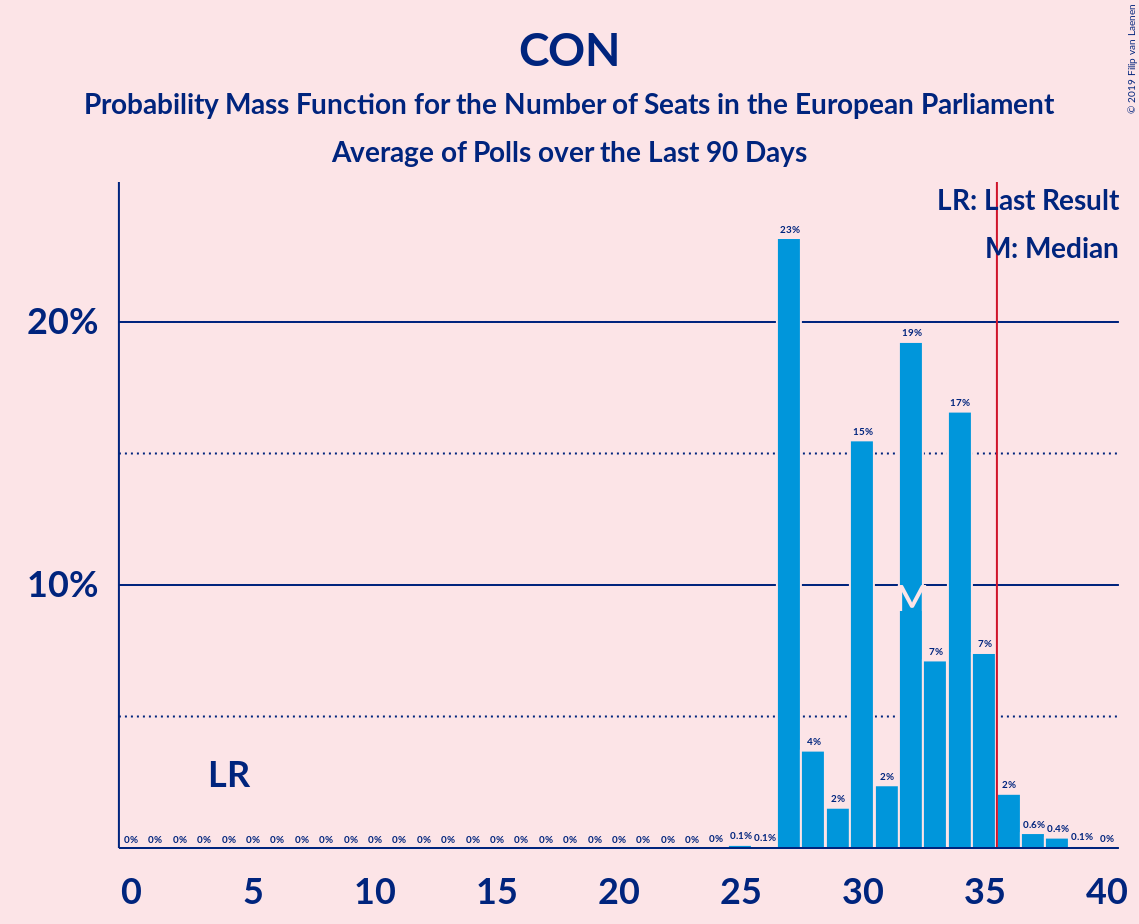 CON
Probability Mass Function for the Number of Seats in the European Parliament
Average of Polls over the Last 90 Days
© 2019 Filip van Laenen
LR: Last Result
M: Median
23%
20%
19%
17%
15%
10%
M
7%
7%
4%
LR
2%
2%
2%
0% 0% 0% 0% 0% 0% 0% 0% 0% 0% 0% 0% 0% 0% 0% 0% 0% 0% 0% 0% 0% 0% 0% 0% 0% 0.1% 0.1% 0.6% 0.4% 0.1% 0%
0 5 10 15 20 25 30 35 40